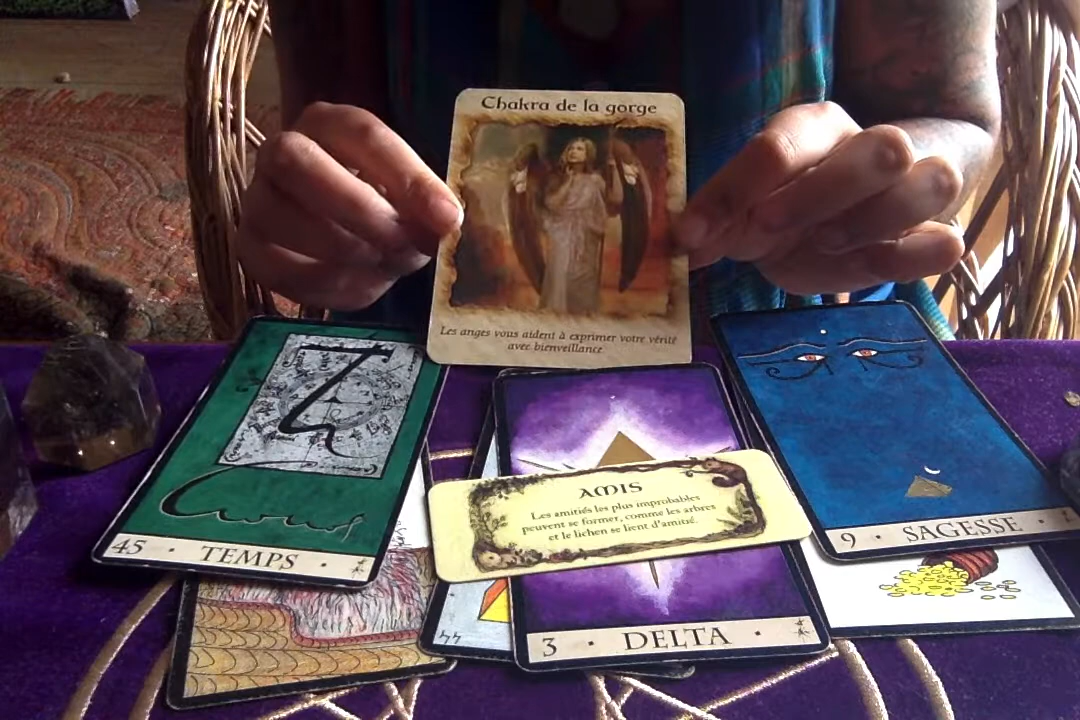 Chakra de la gorge
Les anges vous aident à exprimer votre vérité
avec bienveillance
AMIS
Les amitiés les plus improbables
peuvent se former, comme les arbres
et le lichen se lient d'amitié.
45 · TEMPS ·
3 · DELTA ·
9 · SAGESSE ·